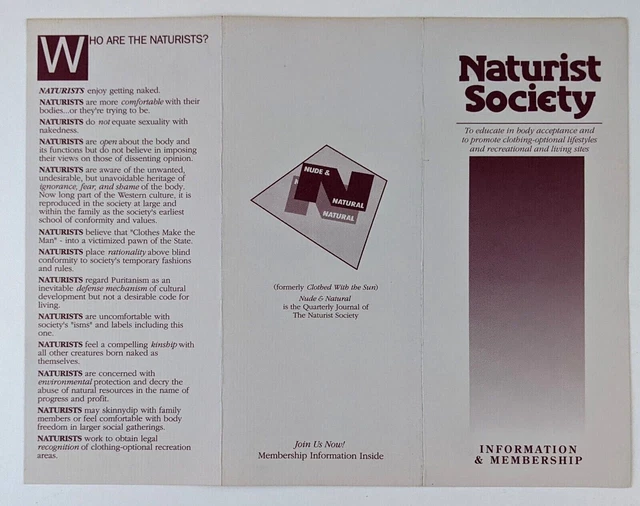 WHO ARE THE NATURISTS?
NATURISTS enjoy getting naked.
NATURISTS are more comfortable with their
bodies...or they're trying to be.
NATURISTS do not equate sexuality with
nakedness.
NATURISTS are open about the body and
its functions but do not believe in imposing
their views on those of dissenting opinion.
NATURISTS are aware of the unwanted,
undesirable, but unavoidable heritage of
ignorance, fear, and shame of the body.
Now long part of the Western culture, it is
reproduced in the society at large and
within the family as the society's earliest
school of conformity and values.
NATURISTS believe that "Clothes Make the
Man" - into a victimized pawn of the State.
NATURISTS place rationality above blind
conformity to society's temporary fashions
and rules.
NATURISTS regard Puritanism as an
inevitable defense mechanism of cultural
development but not a desirable code for
living.
NATURISTS are uncomfortable with
society's "isms" and labels including this
one.
NATURISTS feel a compelling kinship with
all other creatures born naked as
themselves.
NATURISTS are concerned with
environmental protection and decry the
abuse of natural resources in the name of
progress and profit.
NATURISTS may skinnydip with family
members or feel comfortable with body
freedom in larger social gatherings.
NATURISTS work to obtain legal
recognition of clothing-optional recreation
areas.
NUDE &
N
NATURAL
NATURAL
(formerly Clothed With the Sun)
Nude & Natural
is the Quarterly Journal of
The Naturist Society
Join Us Now!
Membership Information Inside
Naturist
Society
To educate in body acceptance and
to promote clothing-optional lifestyles
and recreational and living sites
INFORMATION
& MEMBERSHIP